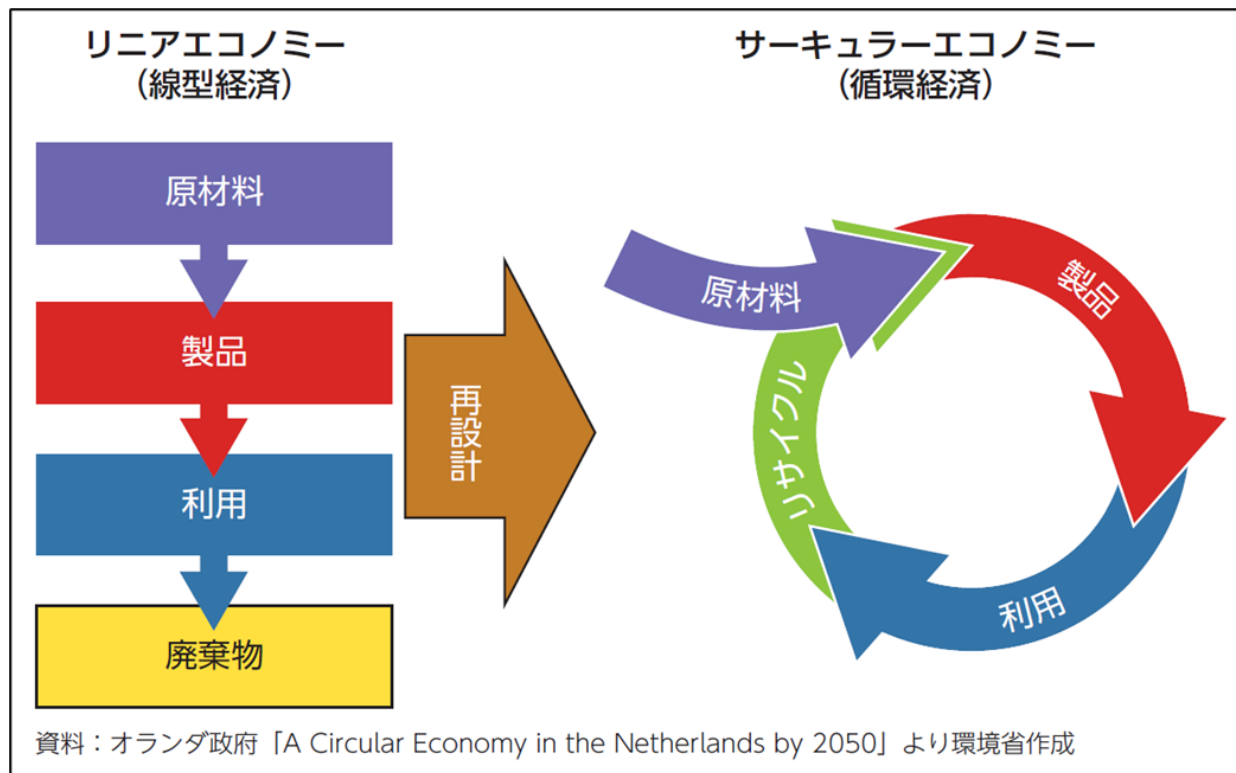 リニアエコノミー
（線型経済）
原材料
製品
利用
廃棄物
再設計
サーキュラーエコノミー
（循環経済）
原材料
製品
利用
リサイクル
資料：オランダ政府「A Circular Economy in the Netherlands by 2050」より環境省作成